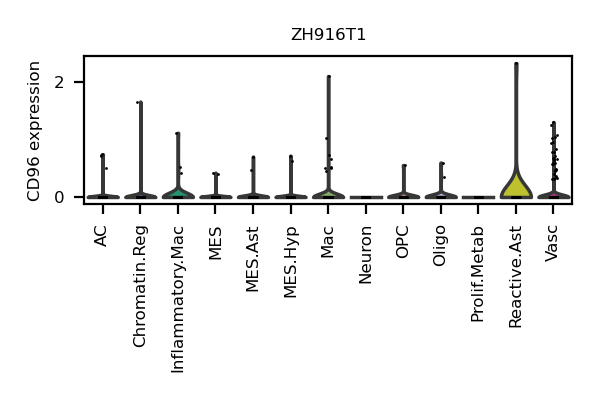 ZH916T1
CD96 expression
2
0
AC
Chromatin.Reg
Inflammatory.Mac
MES
MES.Ast
MES.Hyp
Mac
Neuron
OPC
Oligo
Prolif.Metab
Reactive.Ast
Vasc